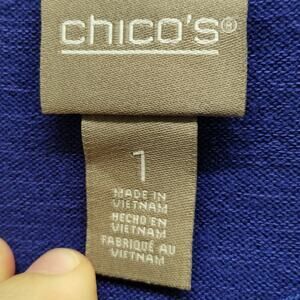 chico's®
1
MADE IN
VIETNAM
HECHO EN
VIETNAM
FABRIQUÉ AU
VIETNAM